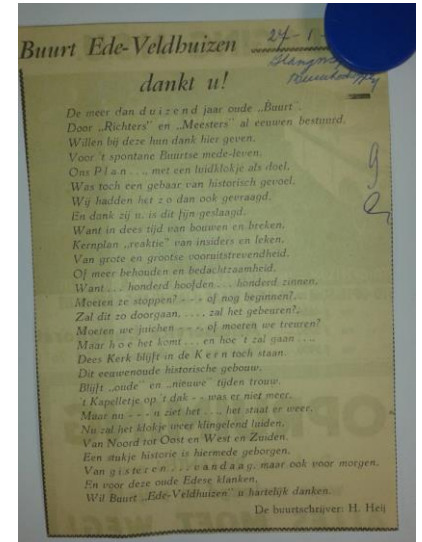 Buurt Ede-Veldhuizen
27-1-
dankt u!
De meer dan duizend jaar oude „Buurt".
Door „Richters" en „Meesters" al eeuwen bestuurd.
Willen bij deze hun dank hier geven,
Voor 't spontane Buurtse mede-leven.
Ons Plan . . ., met een luidklokje als doel,
Was toch een gebaar van historisch gevoel.
Wij hadden het zo dan ook gevraagd.
En dank zij u. is dit fijn geslaagd.
Want in dees tijd van bouwen en breken,
Kernplan „reaktie" van insiders en leken,
Van grote en grootse vooruitstrevendheid.
Of meer behouden en bedachtzaamheid.
Want . . . honderd hoofden . . . honderd zinnen,
Moeten ze stoppen? - - - of nog beginnen?,
Zal dit zo doorgaan, . . . . zal het gebeuren?,
Moeten we juichen - - -, of moeten we treuren?
Maar hoe het komt . . . en hoe 't zal gaan . . . .
Dees Kerk blijft in de Kern toch staan.
Dit eeuwenoude historische gebouw,
Blijft „oude" en „nieuwe" tijden trouw.
't Kapelletje op 't dak - - was er niet meer,
Maar nu - - - n ziet het . . . . het staat er weer.
Nu zal het klokje weer klingelend luiden,
Van Noord tot Oost en West en Zuiden.
Een stukje historie is hiermede geborgen,
Van gisteren . . . vandaag, maar ook voor morgen,
En voor deze oude Edese klanken,
Wil Buurt „Ede-Veldhuizen" u hartelijk danken.
De buurtschrijver: H. Heij